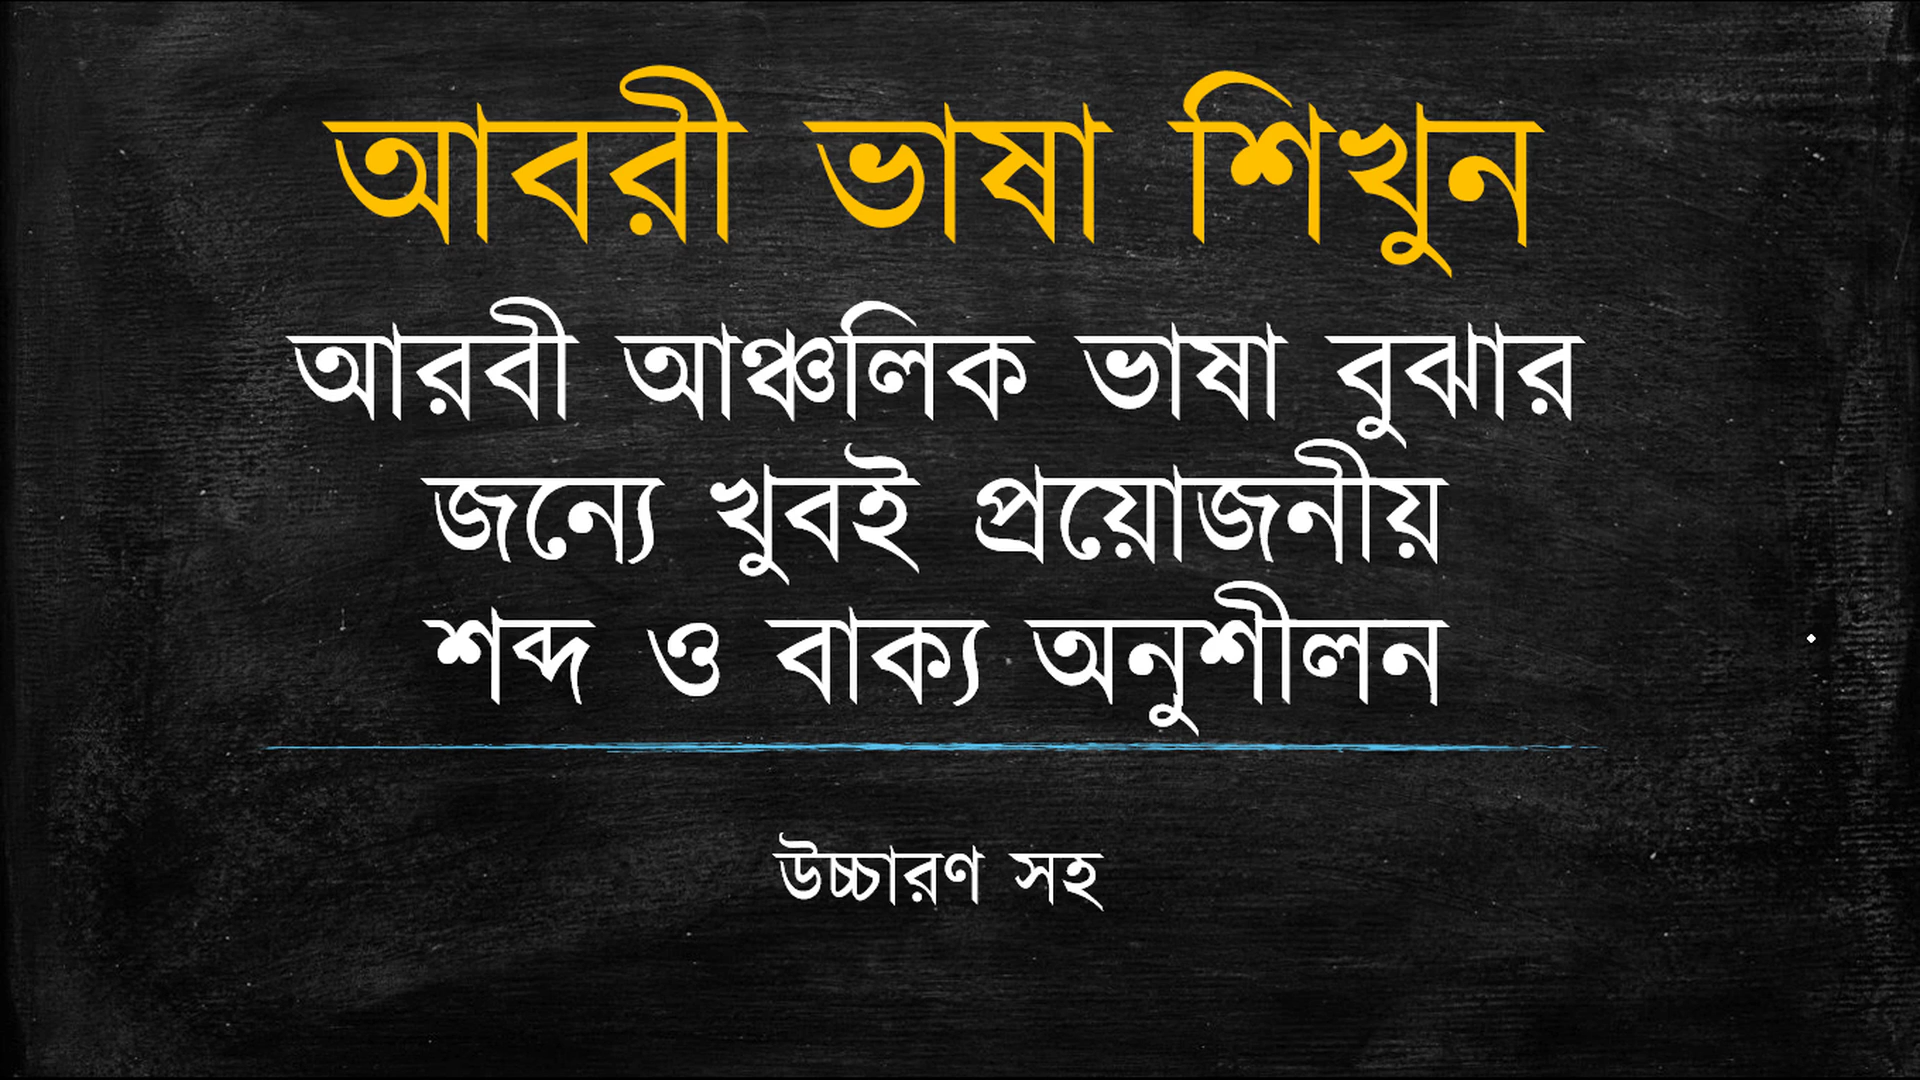 আবরী ভাষা শিখুন
আরবী আঞ্চলিক ভাষা বুঝার
জন্যে খুবই প্রয়োজনীয়
শব্দ ও বাক্য অনুশীলন
উচ্চারণ সহ